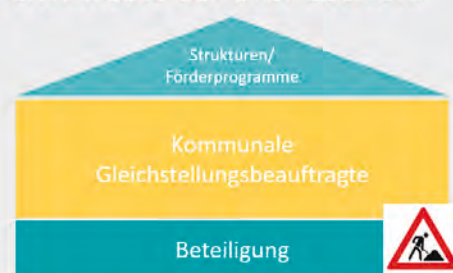 Strukturen/
Förderprogramme
Kommunale
Gleichstellungsbeauftragte
Beteiligung